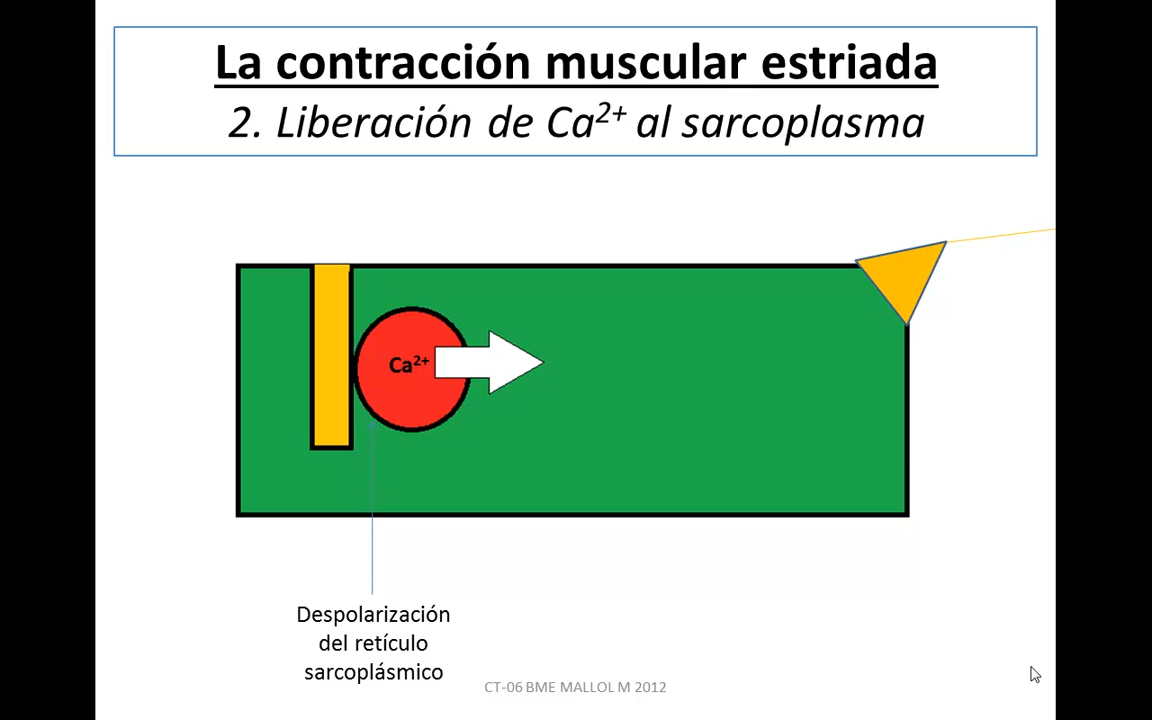 La contracción muscular estriada
2. Liberación de Ca²⁺ al sarcoplasma
Ca²⁺
Despolarización
del retículo
sarcoplásmico
CT-06 BME MALLOL M 2012